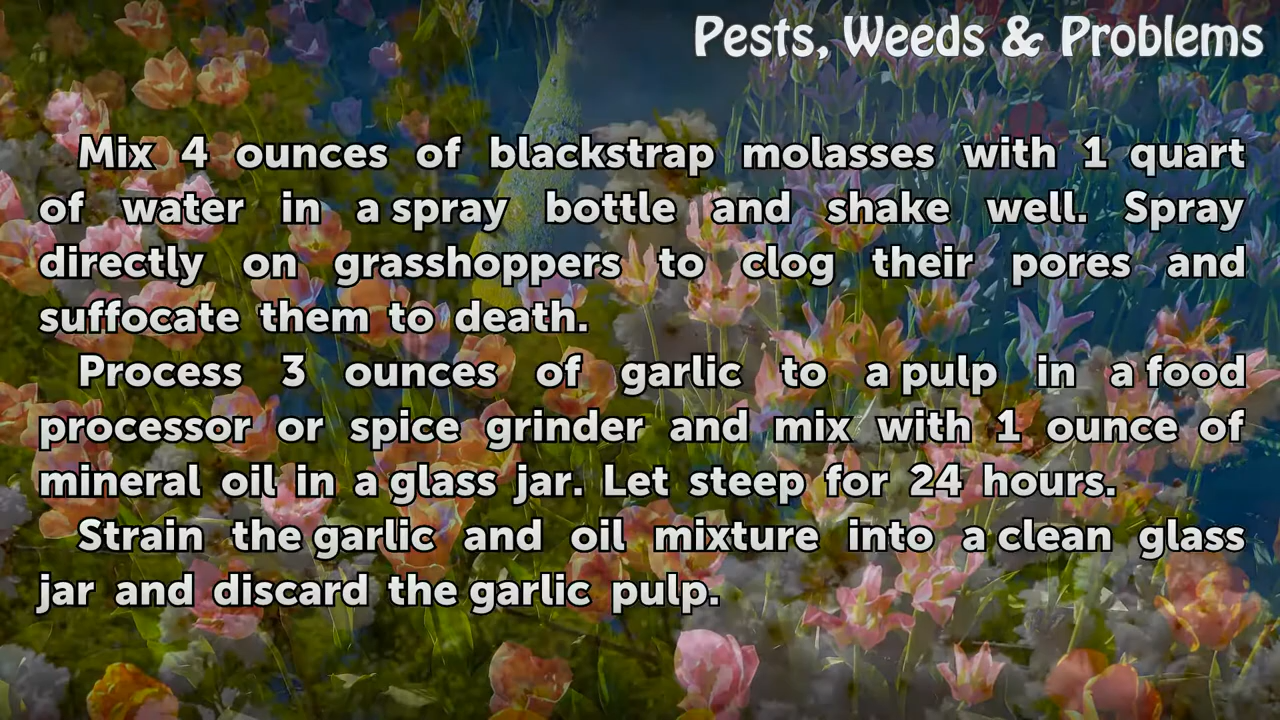 Pests, Weeds & Problems
Mix 4 ounces of blackstrap molasses with 1 quart
of water in a spray bottle and shake well. Spray
directly on grasshoppers to clog their pores and
suffocate them to death.
Process 3 ounces of garlic to a pulp in a food
processor or spice grinder and mix with 1 ounce of
mineral oil in a glass jar. Let steep for 24 hours.
Strain the garlic and oil mixture into a clean glass
jar and discard the garlic pulp.